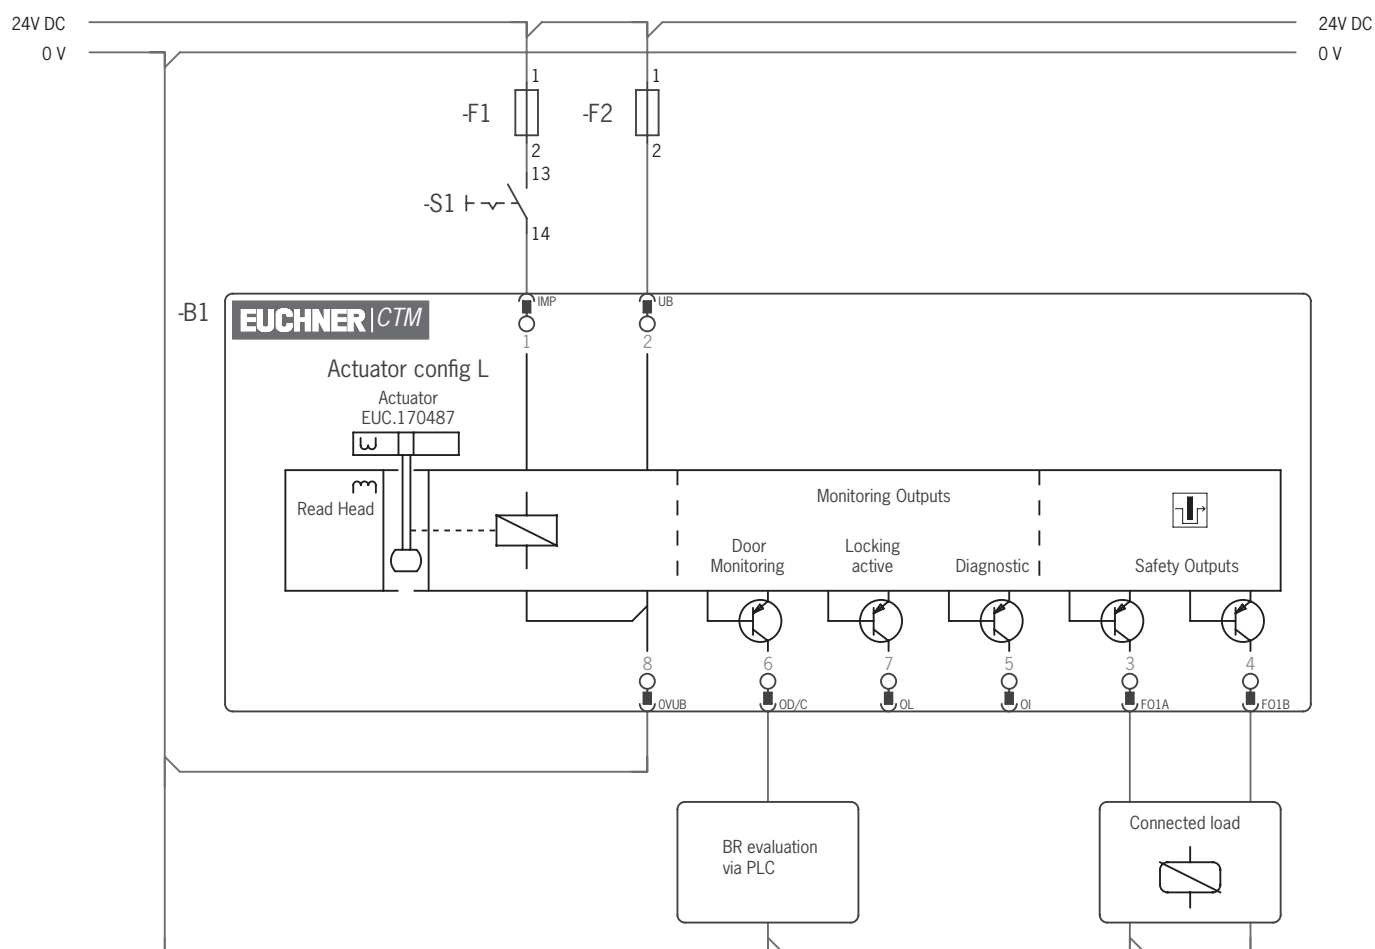 24V DC
24V DC
0 V
0 V
1
1
-F1
-F2
2
2
13
-S1
14
-B1
EUCHNER CTM
IMP
UB
1
2
Actuator config L
Actuator
EUC.170487
Read Head
Monitoring Outputs
Door
Monitoring
Locking
active
Diagnostic
Safety Outputs
8
6
7
5
3
4
0VUB
OD/C
OL
OI
FO1A
FO1B
BR evaluation
via PLC
Connected load